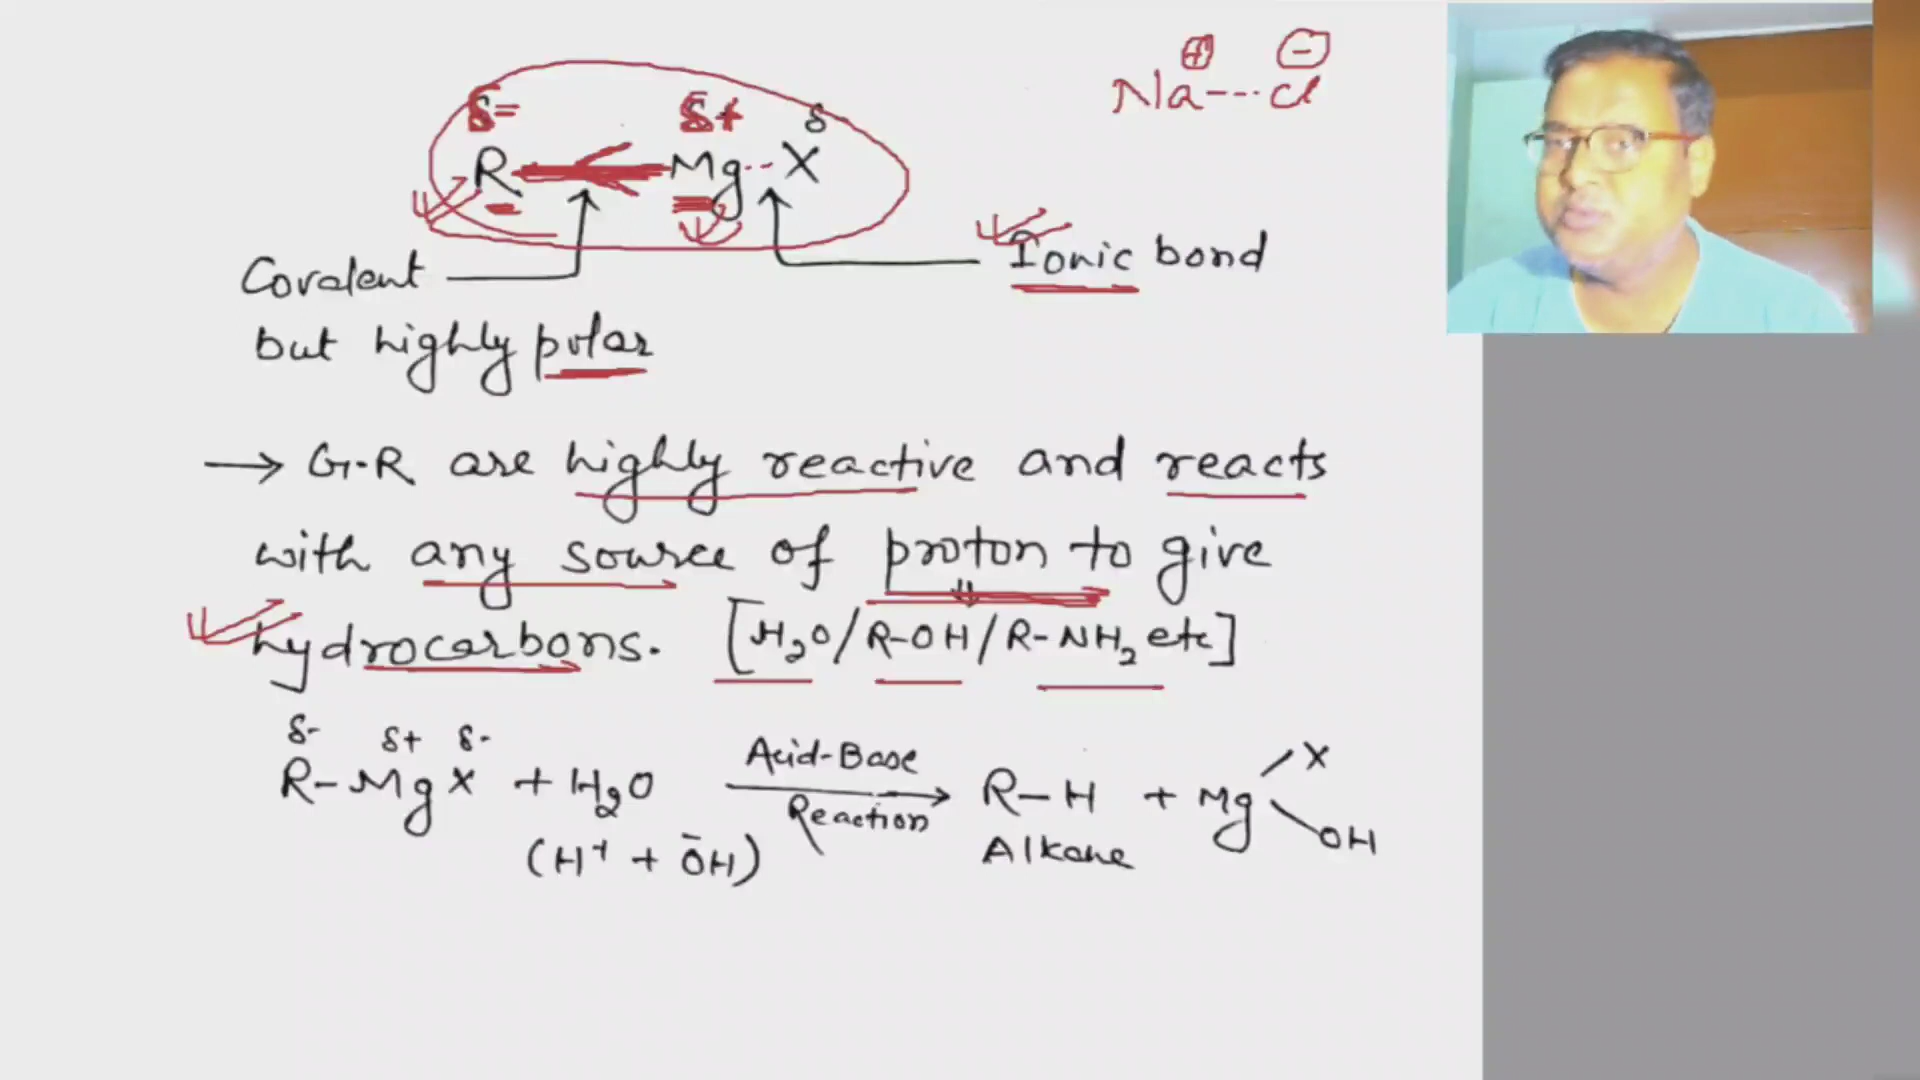 Na⊕---Cl⊖
δ= δ+ δ
R—Mg---X
Ionic bond
Covalent
but highly polar
→ G.R are highly reactive and reacts
with any source of proton to give
hydrocarbons. [H₂O/R-OH/R-NH₂ etc]
δ- δ+ δ-
R-MgX + H₂O Acid-Base Reaction → R-H + Mg X OH
(H⁺ + ŌH) Alkane